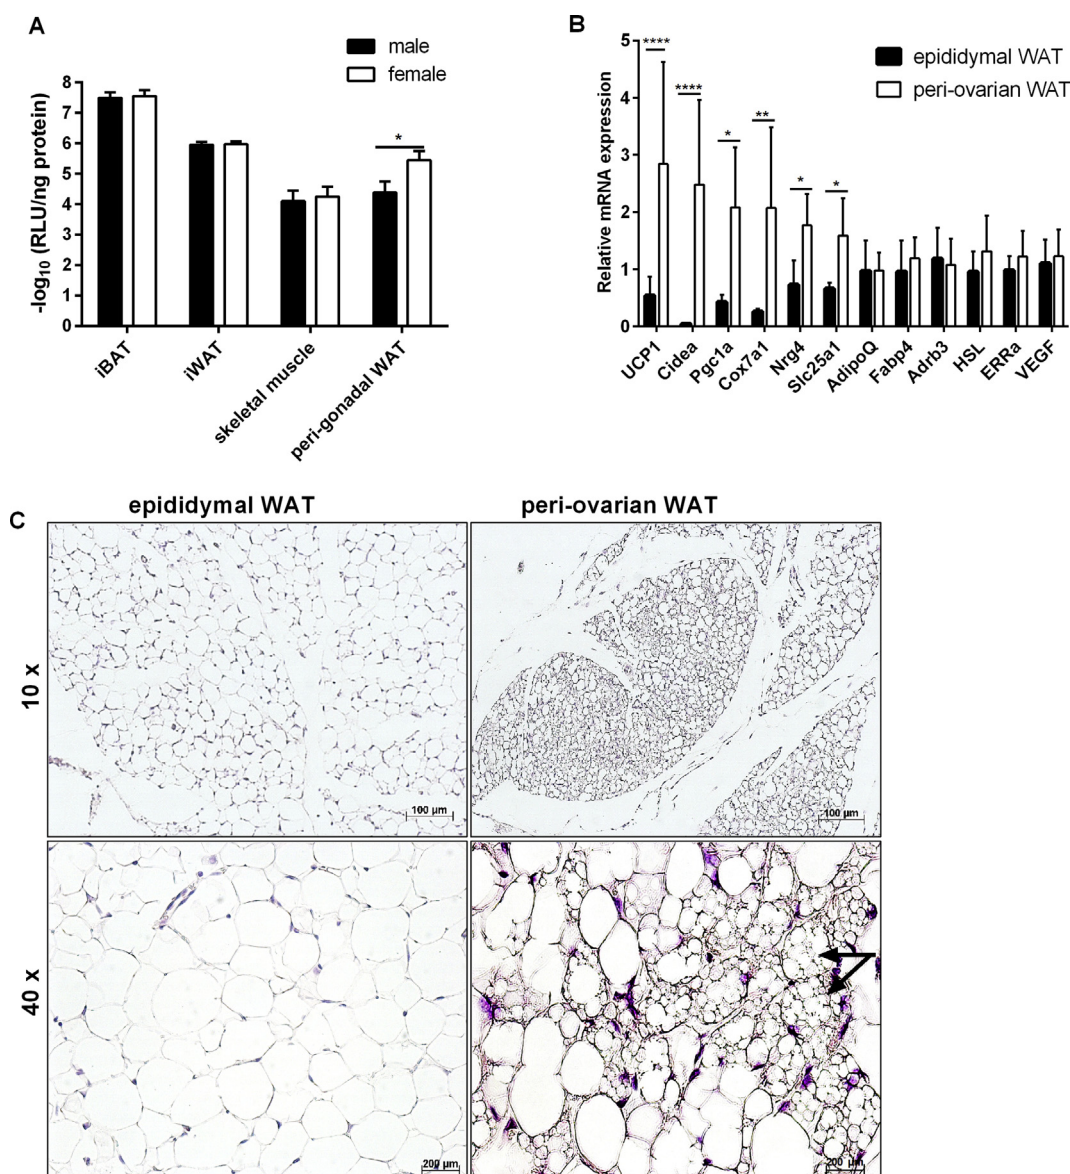 A
male
female
-log10 (RLU/ng protein)
8
7
6
5
4
3
2
1
0
*
iBAT
iWAT
skeletal muscle
peri-gonadal WAT
B
epididymal WAT
peri-ovarian WAT
Relative mRNA expression
5
4
3
2
1
0
****
****
*
**
*
*
UCP1
Cidea
Pgc1a
Cox7a1
Nrg4
Slc25a1
AdipoQ
Fabp4
Adrb3
HSL
ERRa
VEGF
C
epididymal WAT
peri-ovarian WAT
10 x
100 µm
100 µm
40 x
200 µm
200 µm